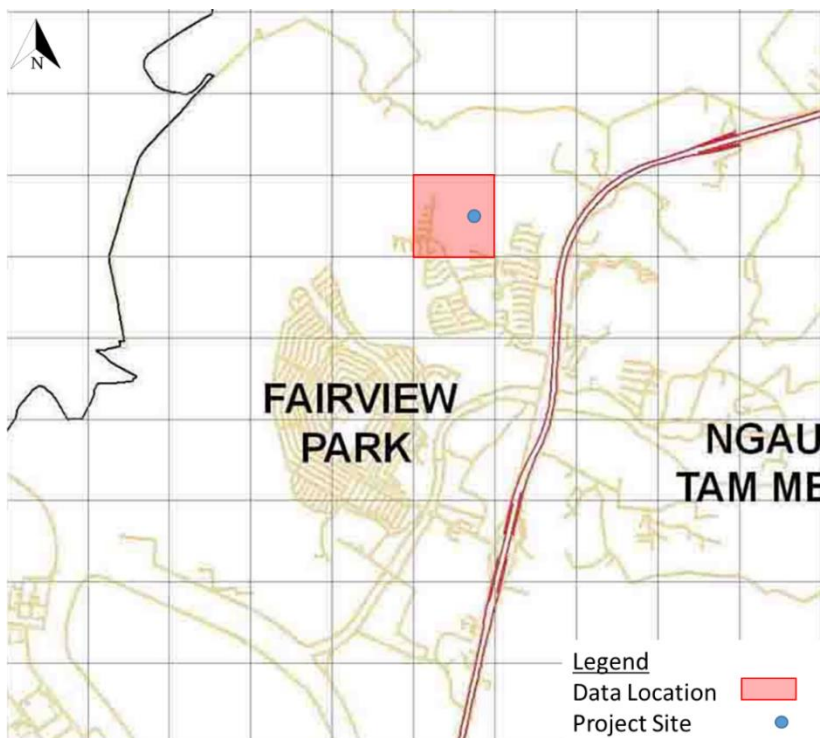 N
FAIRVIEW
PARK
NGAU
TAM ME
Legend
Data Location
Project Site